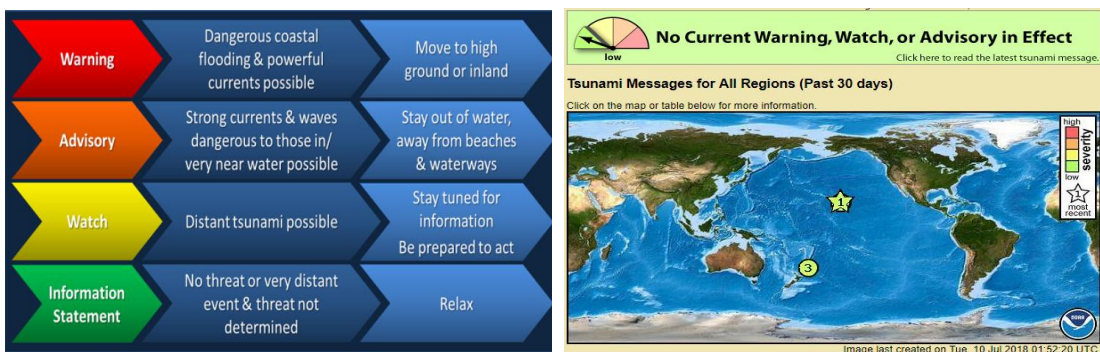 Warning
Dangerous coastal
flooding & powerful
currents possible
Move to high
ground or inland
Advisory
Strong currents & waves
dangerous to those in/
very near water possible
Stay out of water,
away from beaches
& waterways
Watch
Distant tsunami possible
Stay tuned for
information
Be prepared to act
Information
Statement
No threat or very distant
event & threat not
determined
Relax
low
No Current Warning, Watch, or Advisory in Effect
Click here to read the latest tsunami message.
Tsunami Messages for All Regions (Past 30 days)
Click on the map or table below for more information.
high
severity
low
1
most
recent
1
3
NOAA
Image last created on Tue, 10 Jul 2018 01:52:20 UTC